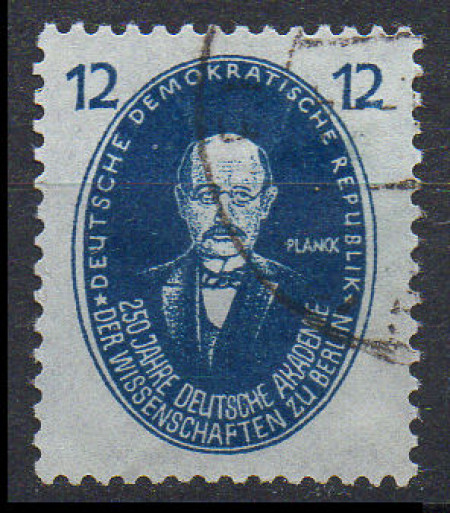 12 12
DEUTSCHE DEMOKRATISCHE REPUBLIK
PLANCK
250 JAHRE DEUTSCHE AKADEMIE
DER WISSENSCHAFTEN ZU BERLIN